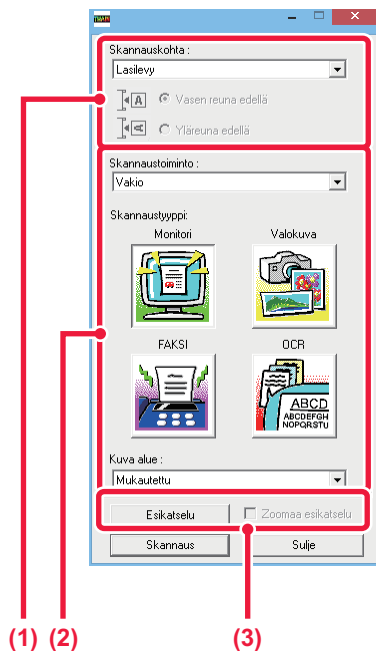 TWAIN
Skannauskohta :
Lasilevy
A
Vasen reuna edellä
A
Yläreuna edellä
Skannaustoiminto :
Vakio
Skannaustyyppi:
Monitori
Valokuva
FAKSI
OCR
ABCD
ABCDEFGH
NOPQRSTU
Kuva alue :
Mukautettu
Esikatselu
Zoomaa esikatselu
Skannaus
Sulje
(1) (2) (3)